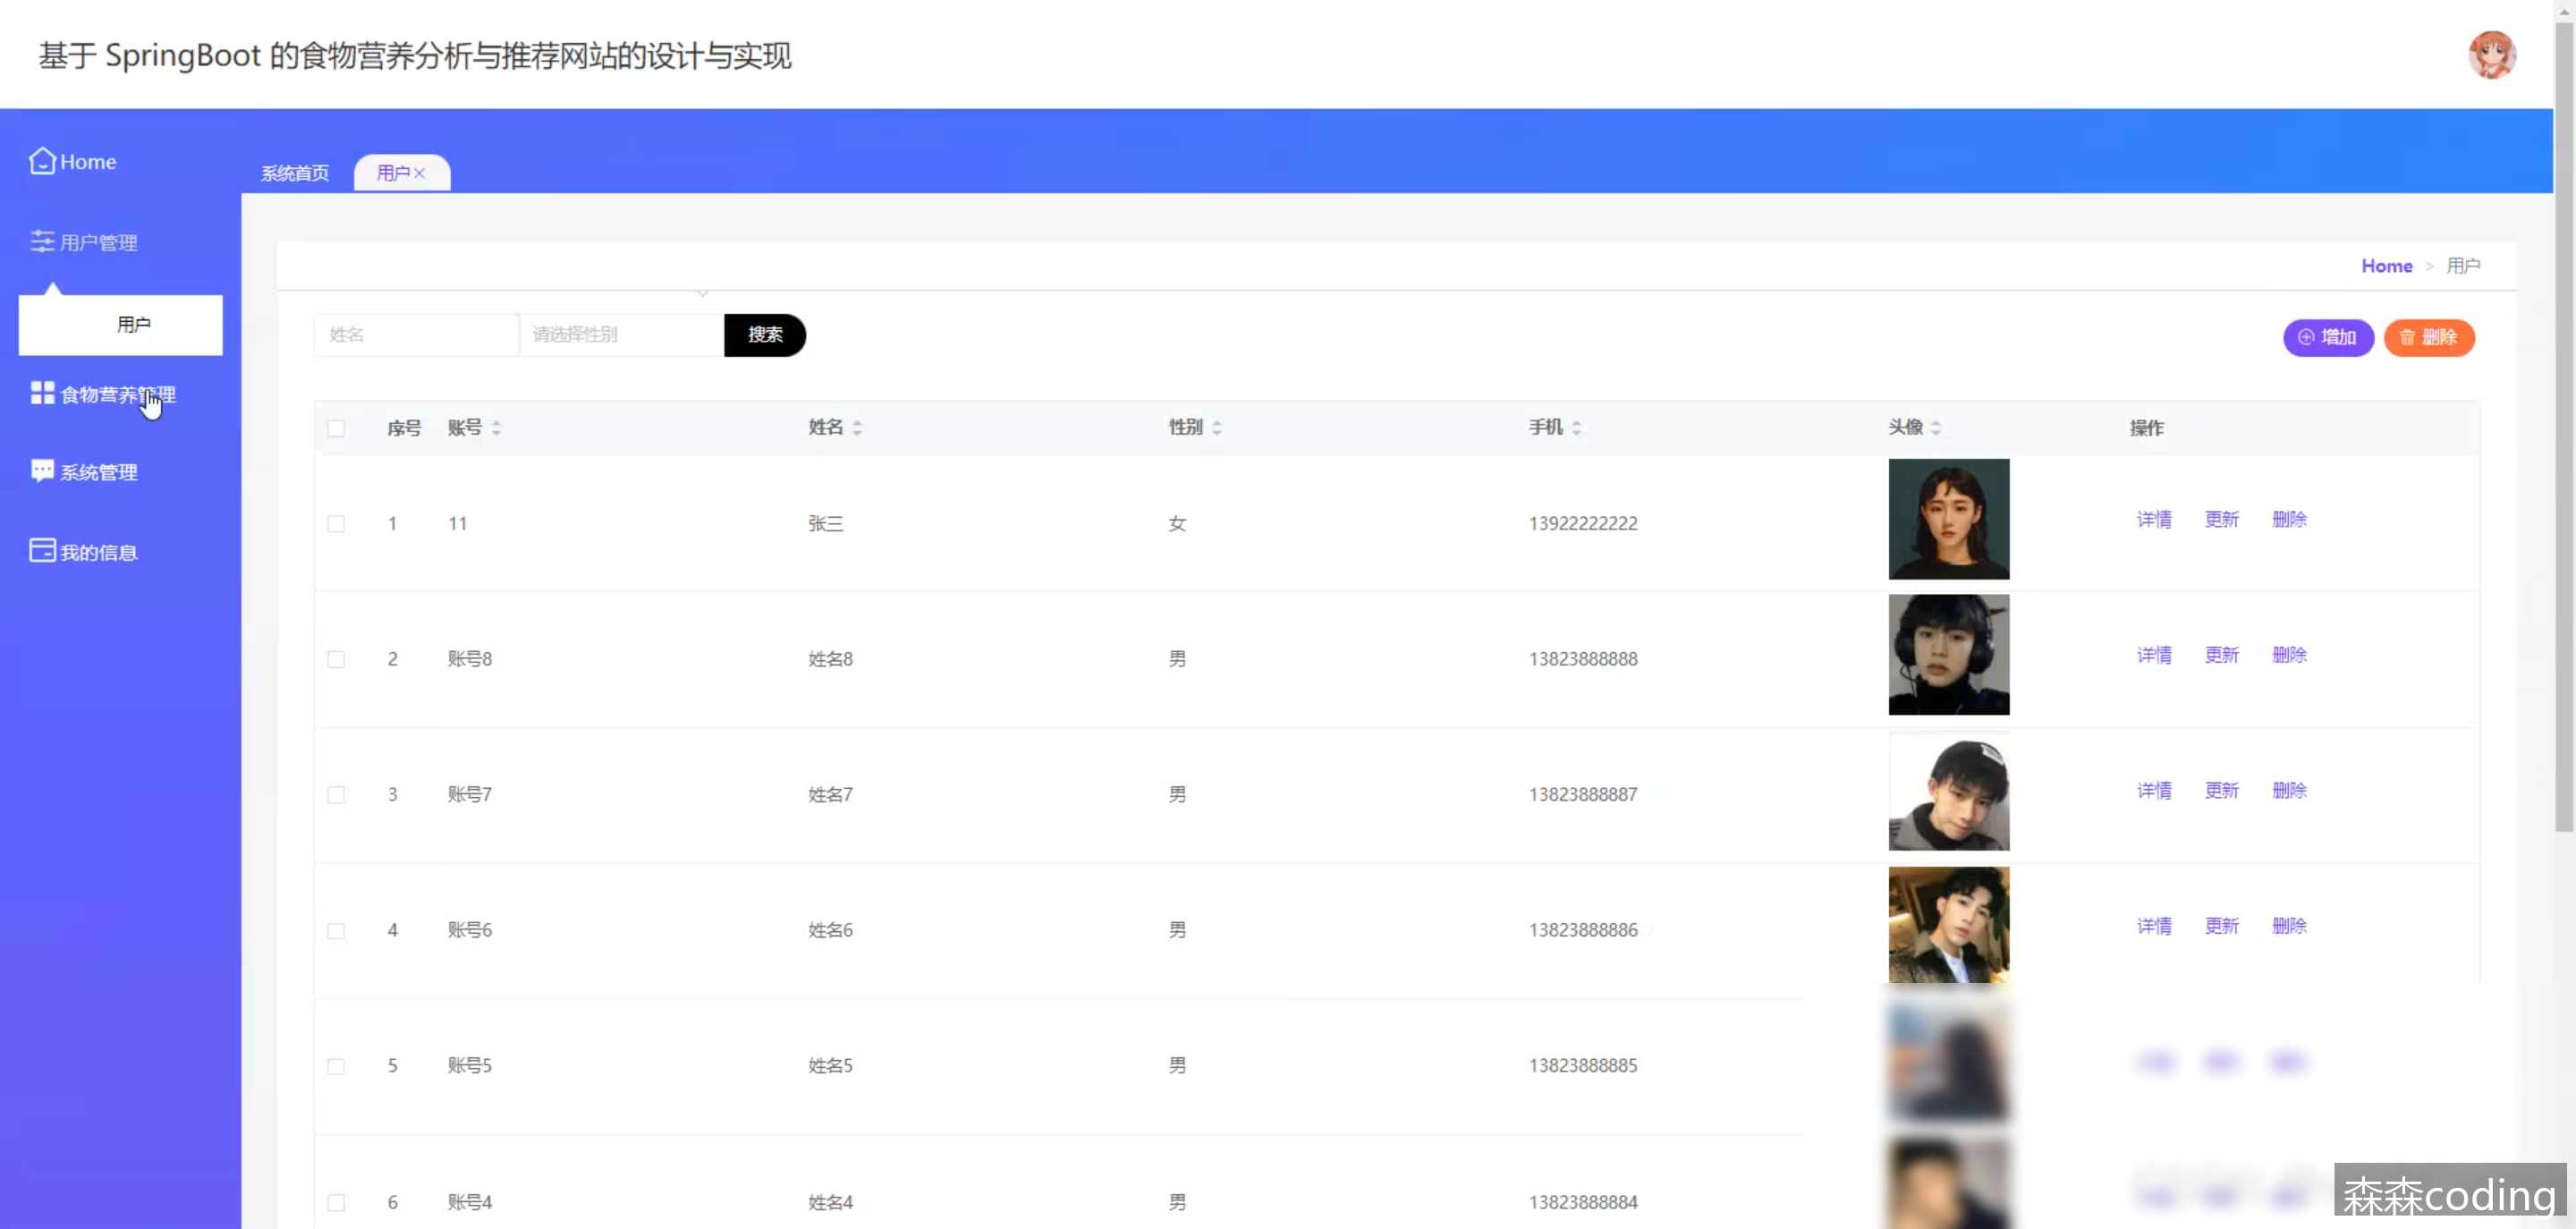 基于 SpringBoot 的食物营养分析与推荐网站的设计与实现
Home
系统首页 用户×
用户管理
Home > 用户
用户
姓名 请选择性别 搜索 增加 删除
食物营养管理
序号 账号 姓名 性别 手机 头像 操作
系统管理
1 11 张三 女 13922222222 详情 更新 删除
我的信息
2 账号8 姓名8 男 13823888888 详情 更新 删除
3 账号7 姓名7 男 13823888887 详情 更新 删除
4 账号6 姓名6 男 13823888886 详情 更新 删除
5 账号5 姓名5 男 13823888885
6 账号4 姓名4 男 13823888884
森森coding